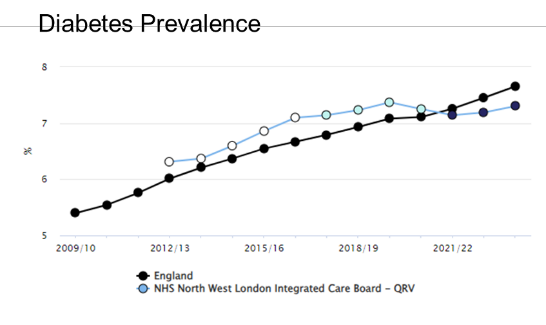 Diabetes Prevalence
8
7
%
6
5
2009/10 2012/13 2015/16 2018/19 2021/22
England
NHS North West London Integrated Care Board - QRV